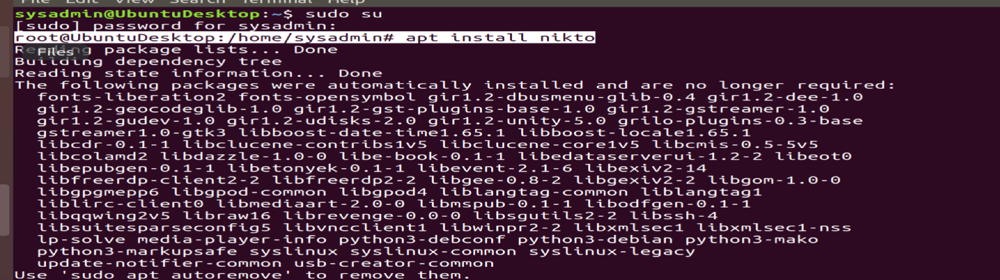 File Edit View Search Terminal Help
sysadmin@UbuntuDesktop:~$ sudo su
[sudo] password for sysadmin:
root@UbuntuDesktop:/home/sysadmin# apt install nikto
Reading package lists... Done
Files
Building dependency tree
Reading state information... Done
The following packages were automatically installed and are no longer required:
fonts-liberation2 fonts-opensymbol gir1.2-dbusmenu-glib-0.4 gir1.2-dee-1.0
gir1.2-geocodeglib-1.0 gir1.2-gst-plugins-base-1.0 gir1.2-gstreamer-1.0
gir1.2-gudev-1.0 gir1.2-udisks-2.0 gir1.2-unity-5.0 grilo-plugins-0.3-base
gstreamer1.0-gtk3 libboost-date-time1.65.1 libboost-locale1.65.1
libcdr-0.1-1 libclucene-contribs1v5 libclucene-core1v5 libcmis-0.5-5v5
libcolamd2 libdazzle-1.0-0 libe-book-0.1-1 libedataserverui-1.2-2 libeot0
libepubgen-0.1-1 libetonyek-0.1-1 libevent-2.1-6 libexiv2-14
libfreerdp-client2-2 libfreerdp2-2 libgee-0.8-2 libgexiv2-2 libgom-1.0-0
libgpgmepp6 libgpod-common libgpod4 liblangtag-common liblangtag1
liblirc-client0 libmediaart-2.0-0 libmspub-0.1-1 libodfgen-0.1-1
libqqwing2v5 libraw16 librevenge-0.0-0 libsgutils2-2 libssh-4
libsuitesparseconfig5 libvncclient1 libwinpr2-2 libxmlsec1 libxmlsec1-nss
lp-solve media-player-info python3-debconf python3-debian python3-mako
python3-markupsafe syslinux syslinux-common syslinux-legacy
update-notifier-common usb-creator-common
Use 'sudo apt autoremove' to remove them.